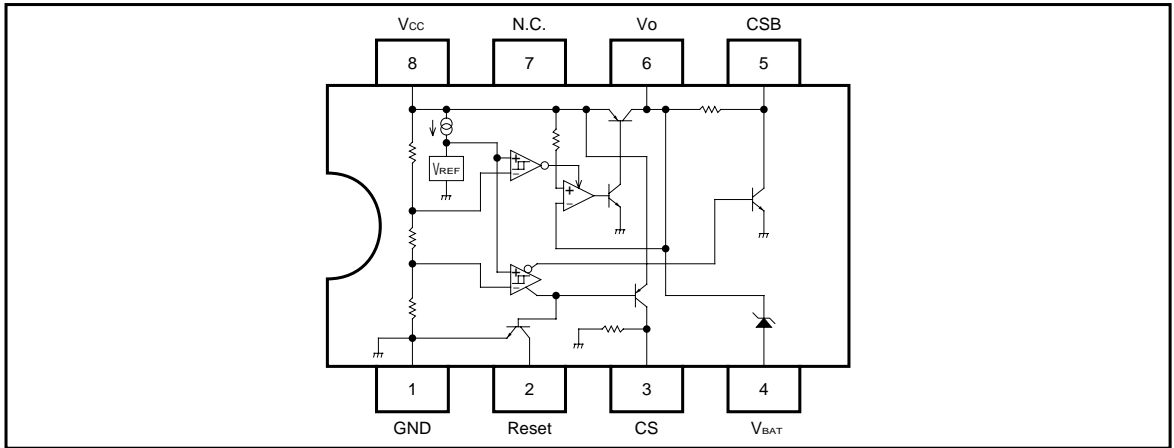 Vcc N.C. Vo CSB
8 7 6 5
VREF
+
−
+
−
+
−
1 2 3 4
GND Reset CS VBAT